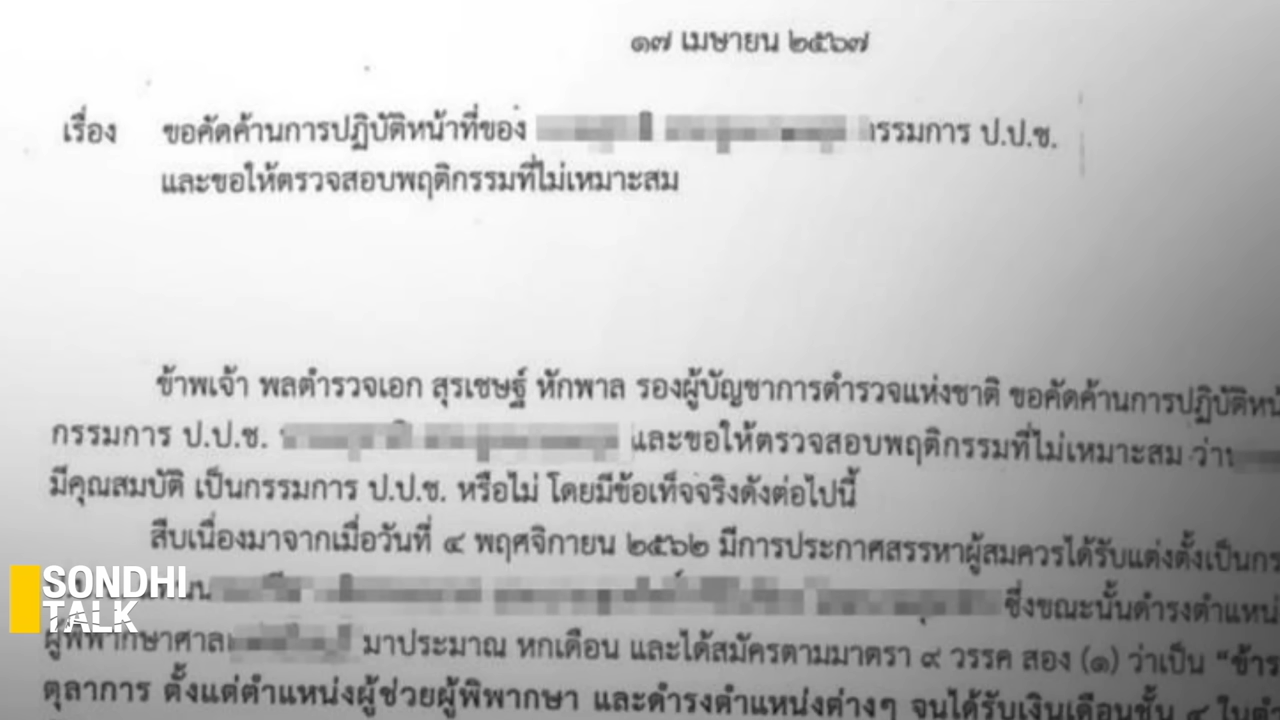 ๑๗ เมษายน ๒๕๖๗
เรื่อง ขอคัดค้านการปฏิบัติหน้าที่ของ กรรมการ ป.ป.ช.
และขอให้ตรวจสอบพฤติกรรมที่ไม่เหมาะสม
ข้าพเจ้า พลตำรวจเอก สุรเชษฐ์ หักพาล รองผู้บัญชาการตำรวจแห่งชาติ ขอคัดค้านการปฏิบัติหน้
กรรมการ ป.ป.ช. และขอให้ตรวจสอบพฤติกรรมที่ไม่เหมาะสม ว่า
มีคุณสมบัติ เป็นกรรมการ ป.ป.ช. หรือไม่ โดยมีข้อเท็จจริงดังต่อไปนี้
สืบเนื่องมาจากเมื่อวันที่ ๔ พฤศจิกายน ๒๕๖๒ มีการประกาศสรรหาผู้สมควรได้รับแต่งตั้งเป็นกร
ซึ่งขณะนั้นดำรงตำแหน่
ผู้พิพากษาศาล มาประมาณ หกเดือน และได้สมัครตามมาตรา ๙ วรรค สอง (๑) ว่าเป็น “ข้าร
ตุลาการ ตั้งแต่ตำแหน่งผู้ช่วยผู้พิพากษา และดำรงตำแหน่งต่างๆ จนได้รับเงินเดือนชั้น
SONDHI
TALK